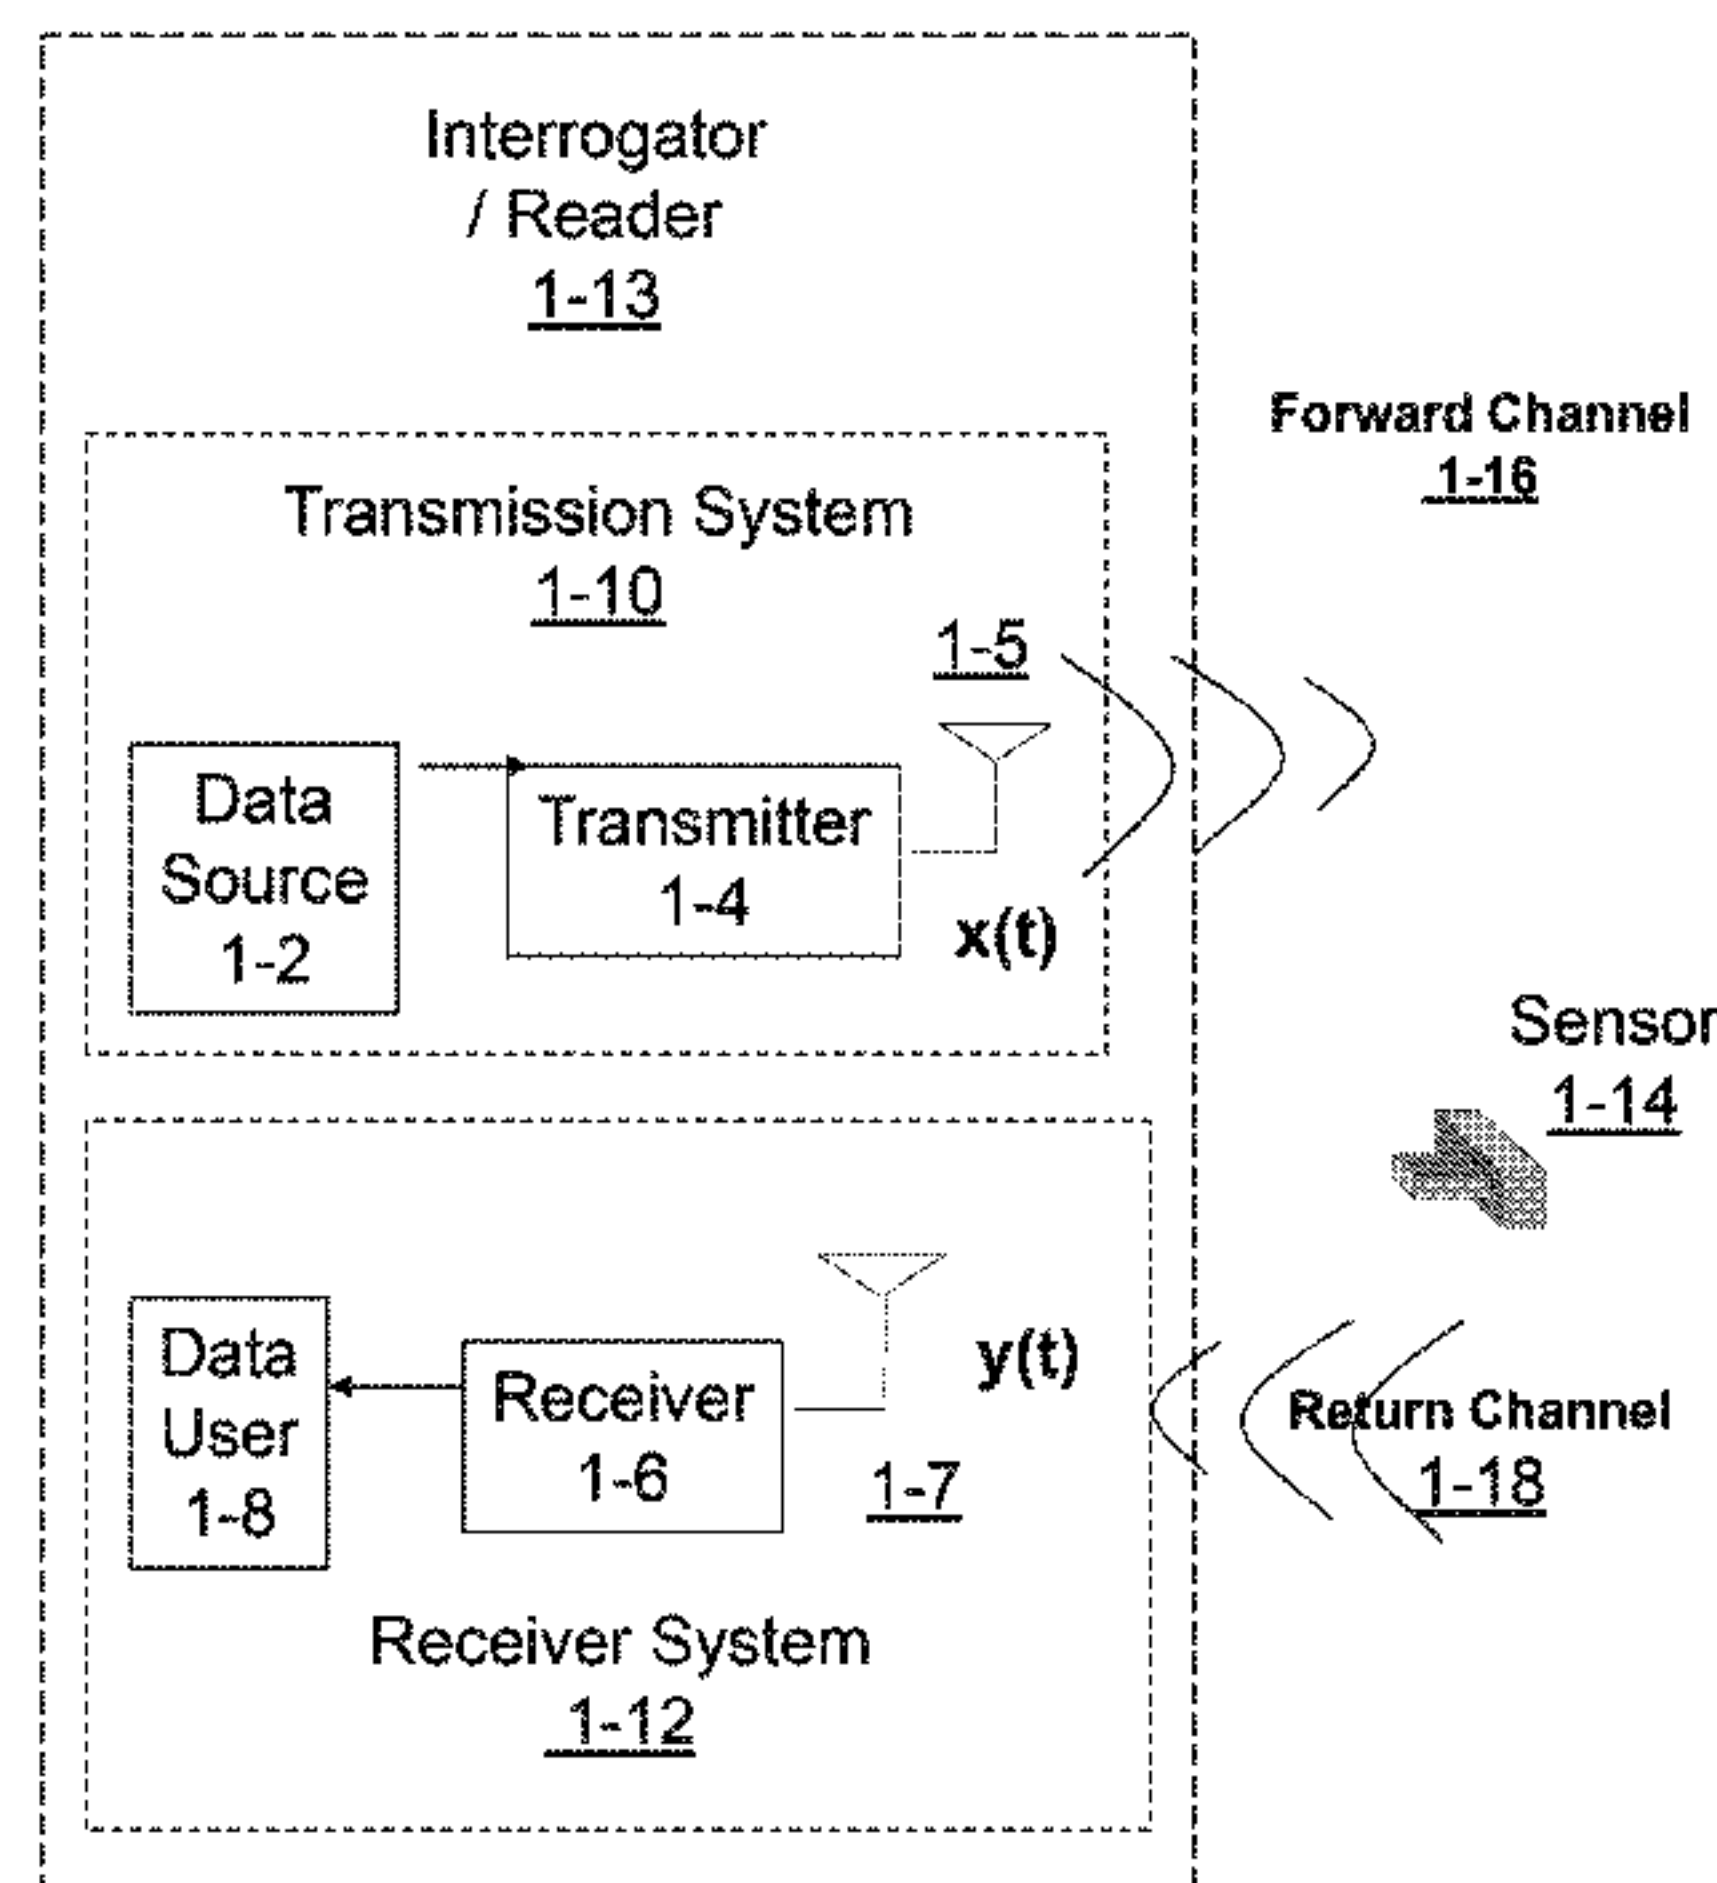 Interrogator
/ Reader
1-13
Forward Channel
1-16
Transmission System
1-10
1-5
Data
Source
1-2
Transmitter
1-4
x(t)
Sensor
1-14
Data
User
1-8
Receiver
1-6
y(t)
1-7
Return Channel
1-18
Receiver System
1-12